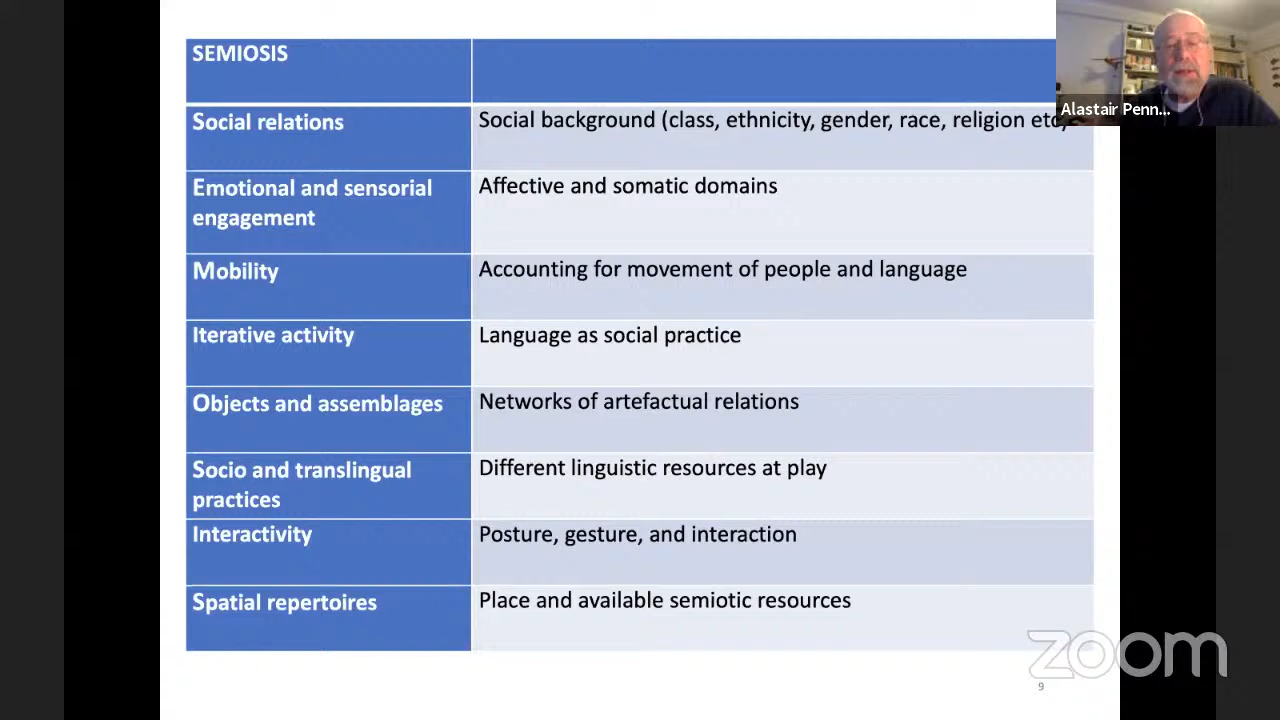 SEMIOSIS
Social relations
Social background (class, ethnicity, gender, race, religion etc)
Emotional and sensorial
engagement
Affective and somatic domains
Mobility
Accounting for movement of people and language
Iterative activity
Language as social practice
Objects and assemblages
Networks of artefactual relations
Socio and translingual
practices
Different linguistic resources at play
Interactivity
Posture, gesture, and interaction
Spatial repertoires
Place and available semiotic resources
Alastair Penn...
zoom
9